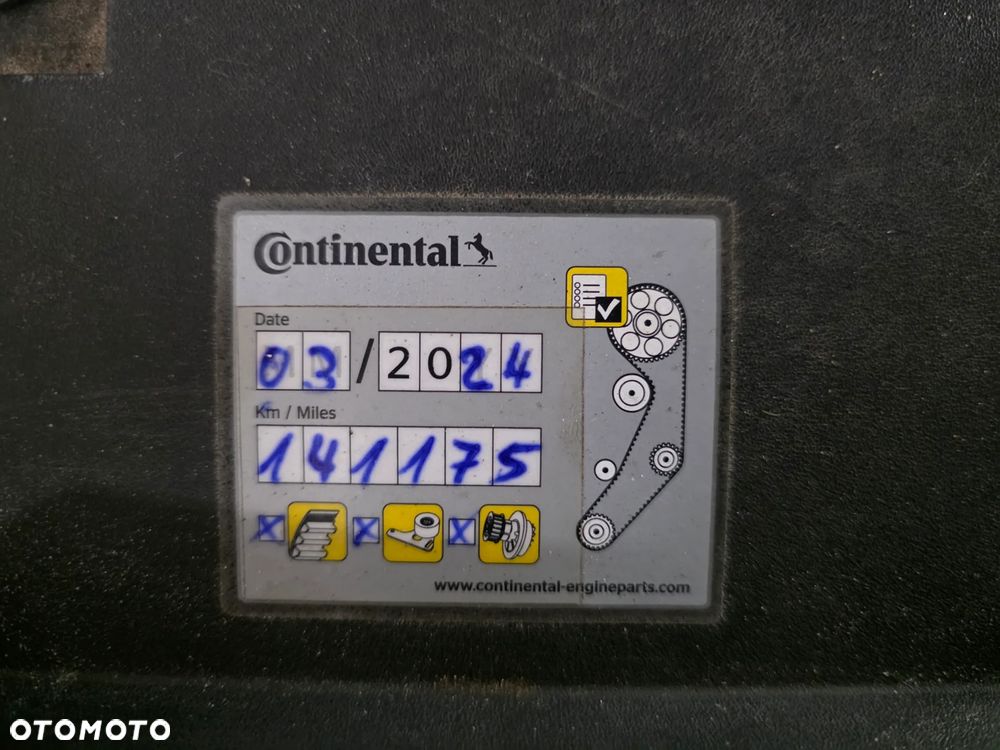 Continental
Date
03/2024
Km / Miles
141175
www.continental-engineparts.com
OTOMOTO